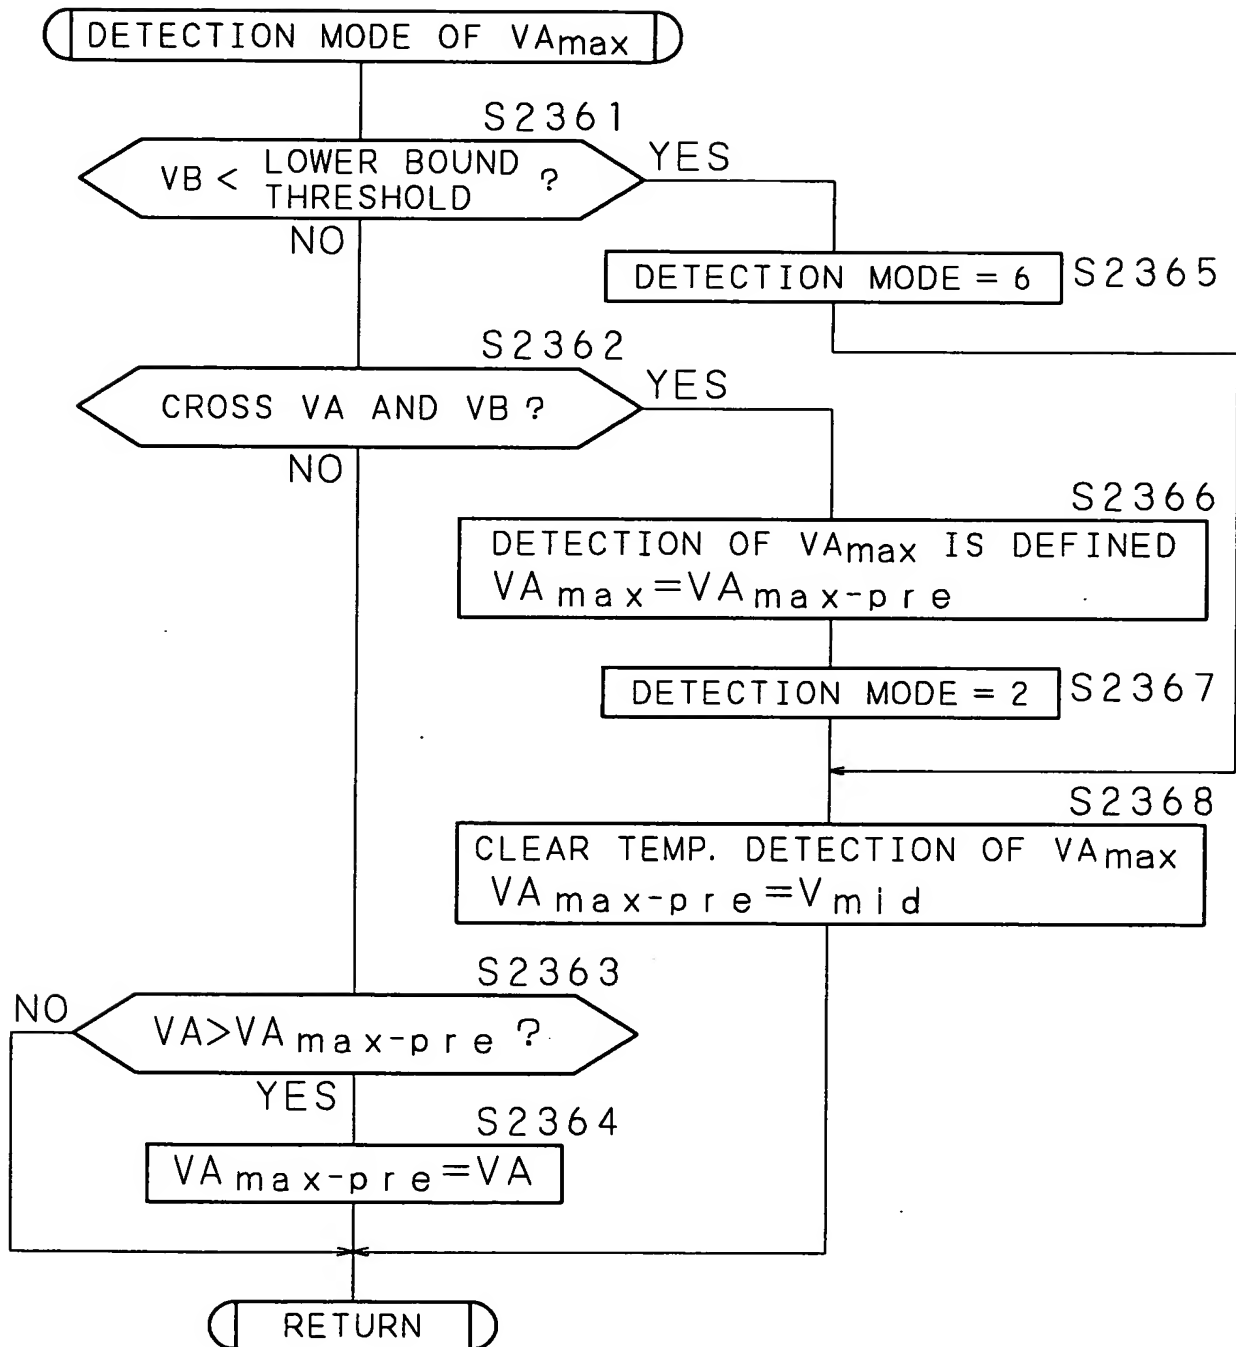 DETECTION MODE OF VAmax
S2361
VB < LOWER BOUND THRESHOLD ?
YES
NO
DETECTION MODE = 6
S2365
S2362
CROSS VA AND VB ?
YES
NO
S2366
DETECTION OF VAmax IS DEFINED
VAmax=VAmax-pre
DETECTION MODE = 2
S2367
S2368
CLEAR TEMP. DETECTION OF VAmax
VAmax-pre=Vmid
S2363
NO
VA>VAmax-pre ?
YES
S2364
VAmax-pre=VA
RETURN